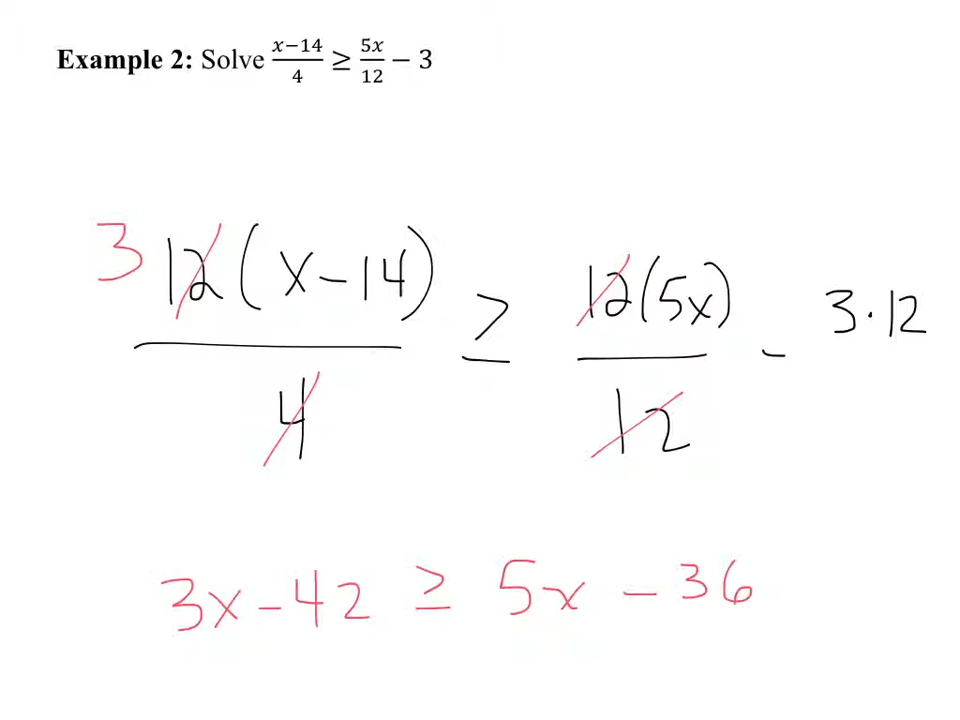 Example 2: Solve (x−14)/4 ≥ 5x/12 − 3
3 12(x−14)/4 ≥ 12(5x)/12 − 3·12
3x − 42 ≥ 5x − 36